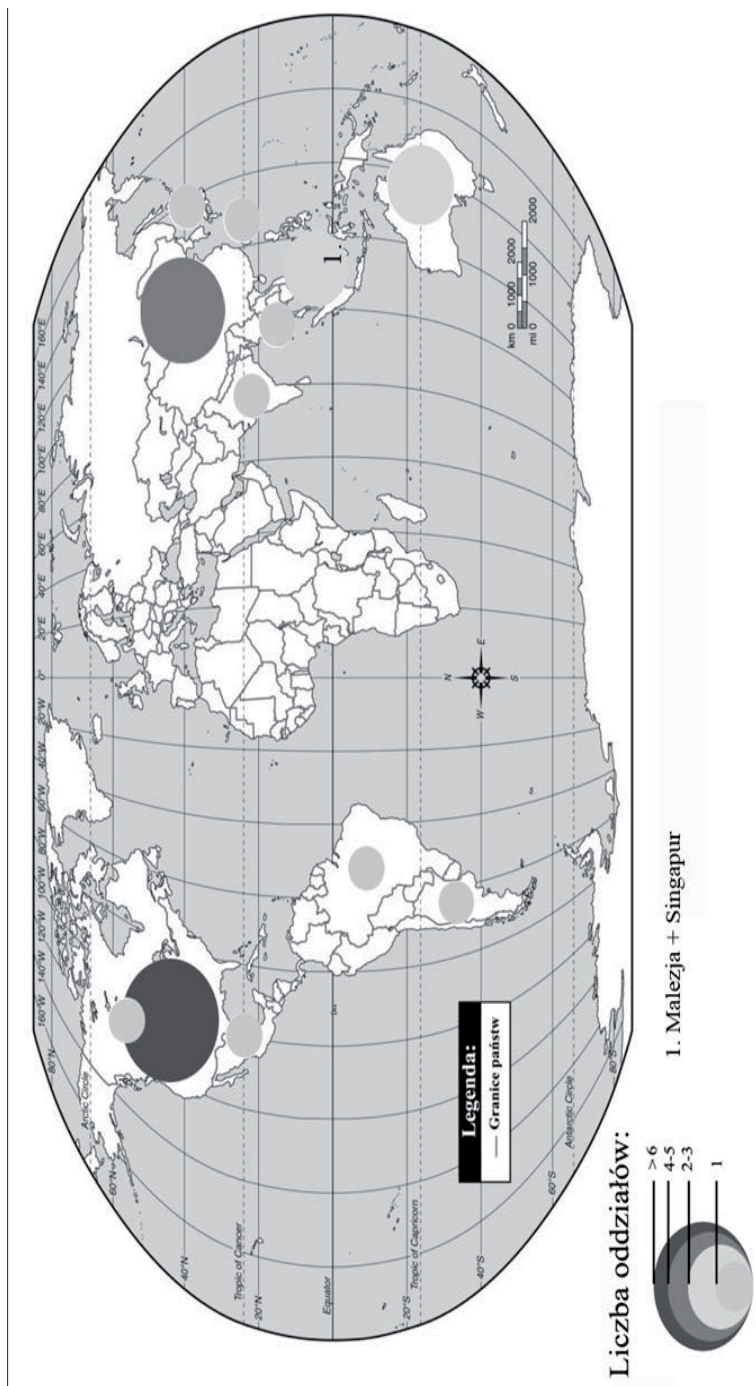 160°W 140°W 120°W 100°W 80°W 60°W 40°W 20°W 0° 20°E 40°E 60°E 80°E 100°E 120°E 140°E 160°E
80°N
Arctic Circle
60°N
40°N
Tropic of Cancer
20°N
Equator
1.
20°S
Tropic of Capricorn
40°S
60°S
Antarctic Circle
80°S
N
W E
S
km 0 1000 2000
mi 0 1000 2000
Legenda:
Granice państw
Liczba oddziałów:
> 6
4-5
2-3
1
1. Malezja + Singapur